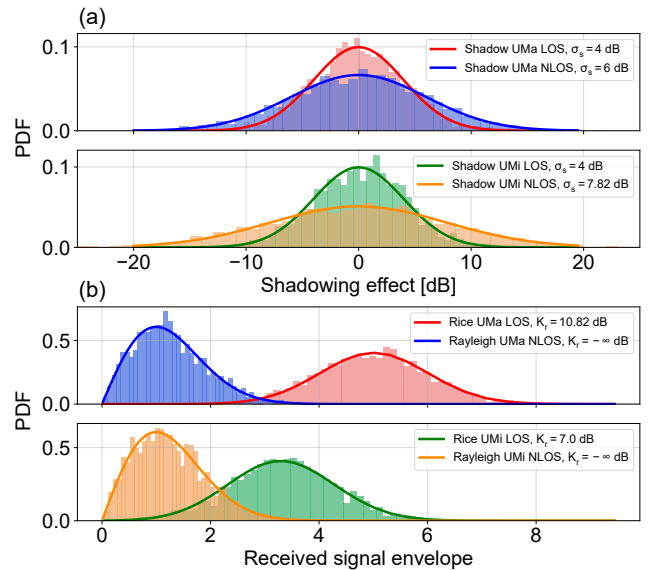 (a)
Shadow UMa LOS, σs = 4 dB
Shadow UMa NLOS, σs = 6 dB
0.1
0.0
PDF
Shadow UMi LOS, σs = 4 dB
Shadow UMi NLOS, σs = 7.82 dB
0.1
0.0
−20 −10 0 10 20
Shadowing effect [dB]
(b)
Rice UMa LOS, Kr = 10.82 dB
Rayleigh UMa NLOS, Kr = − ∞ dB
0.5
0.0
PDF
Rice UMi LOS, Kr = 7.0 dB
Rayleigh UMi NLOS, Kr = − ∞ dB
0.5
0.0
0 2 4 6 8
Received signal envelope